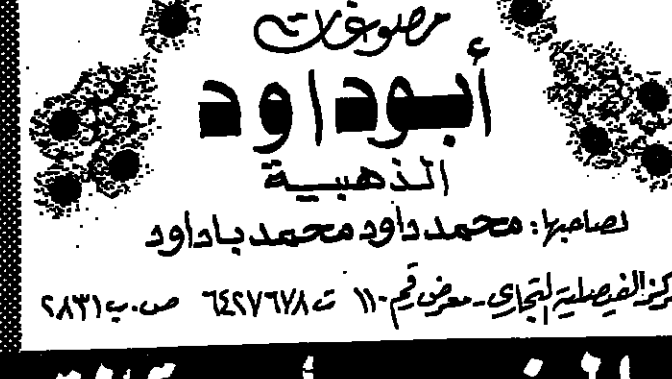 مصوغات
أبوداود
الذهبية
لصاحبها: محمد داود محمد باداود
مركز الفيصلية التجاري - معرض رقم ١١٠ ت ٦٤٢٧٦٧٨ ص.ب ٢٨٣١